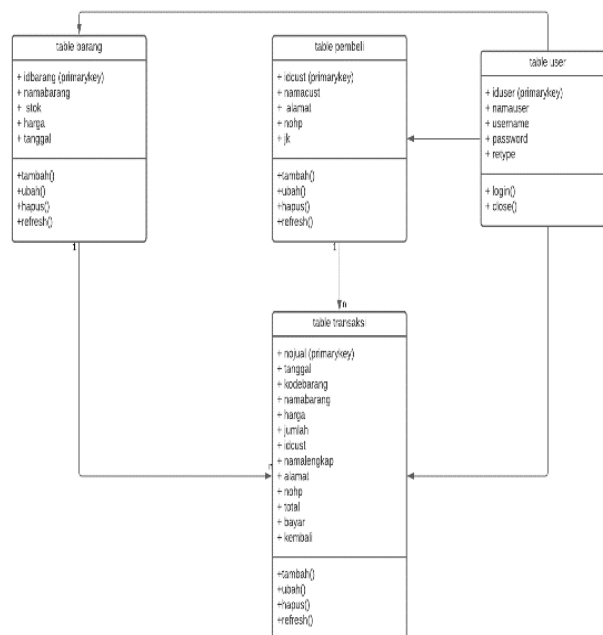 table barang
+ idbarang (primarykey)
+ namabarang
+ stok
+ harga
+ tanggal
+tambah()
+ubah()
+hapus()
+refresh()
1
table pembeli
+ idcust (primarykey)
+ namacust
+ alamat
+ nohp
+ jk
+tambah()
+ubah()
+hapus()
+refresh()
1
table user
+ iduser (primarykey)
+ namauser
+ username
+ password
+ retype
+ login()
+ close()
n
n
table transaksi
+ nojual (primarykey)
+ tanggal
+ kodebarang
+ namabarang
+ harga
+ jumlah
+ idcust
+ namalengkap
+ alamat
+ nohp
+ total
+ bayar
+ kembali
+tambah()
+ubah()
+hapus()
+refresh()